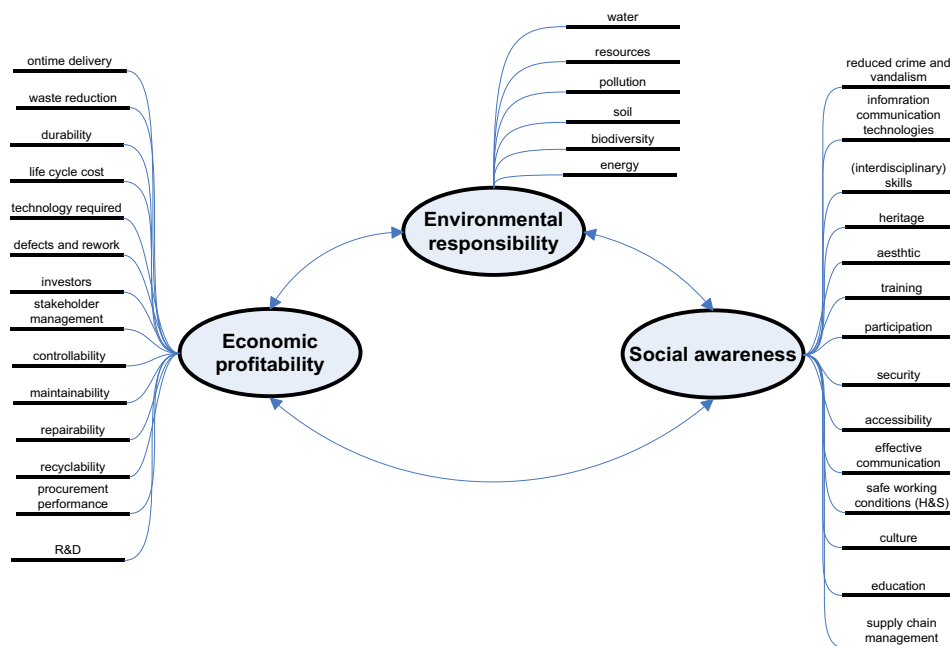 water
resources
pollution
soil
biodiversity
energy
ontime delivery
waste reduction
durability
life cycle cost
technology required
defects and rework
investors
stakeholder
management
controllability
maintainability
repairability
recyclability
procurement
performance
R&D
Environmental
responsibility
Economic
profitability
Social awareness
reduced crime and
vandalism
infomration
communication
technologies
(interdisciplinary)
skills
heritage
aesthtic
training
participation
security
accessibility
effective
communication
safe working
conditions (H&S)
culture
education
supply chain
management